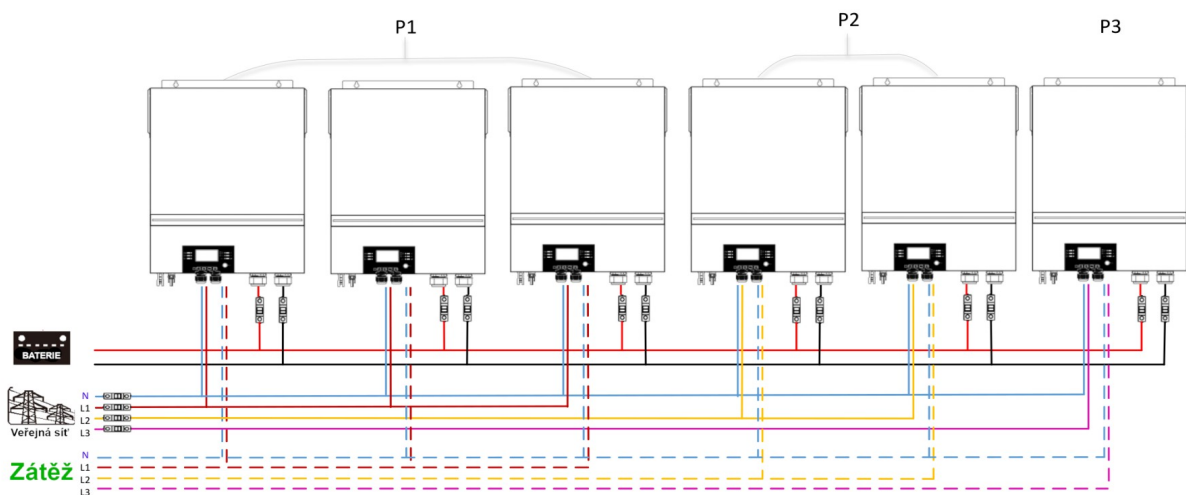 P1
P2
P3
BATERIE
N
L1
L2
L3
Veřejná síť
N
L1
L2
L3
Zátěž